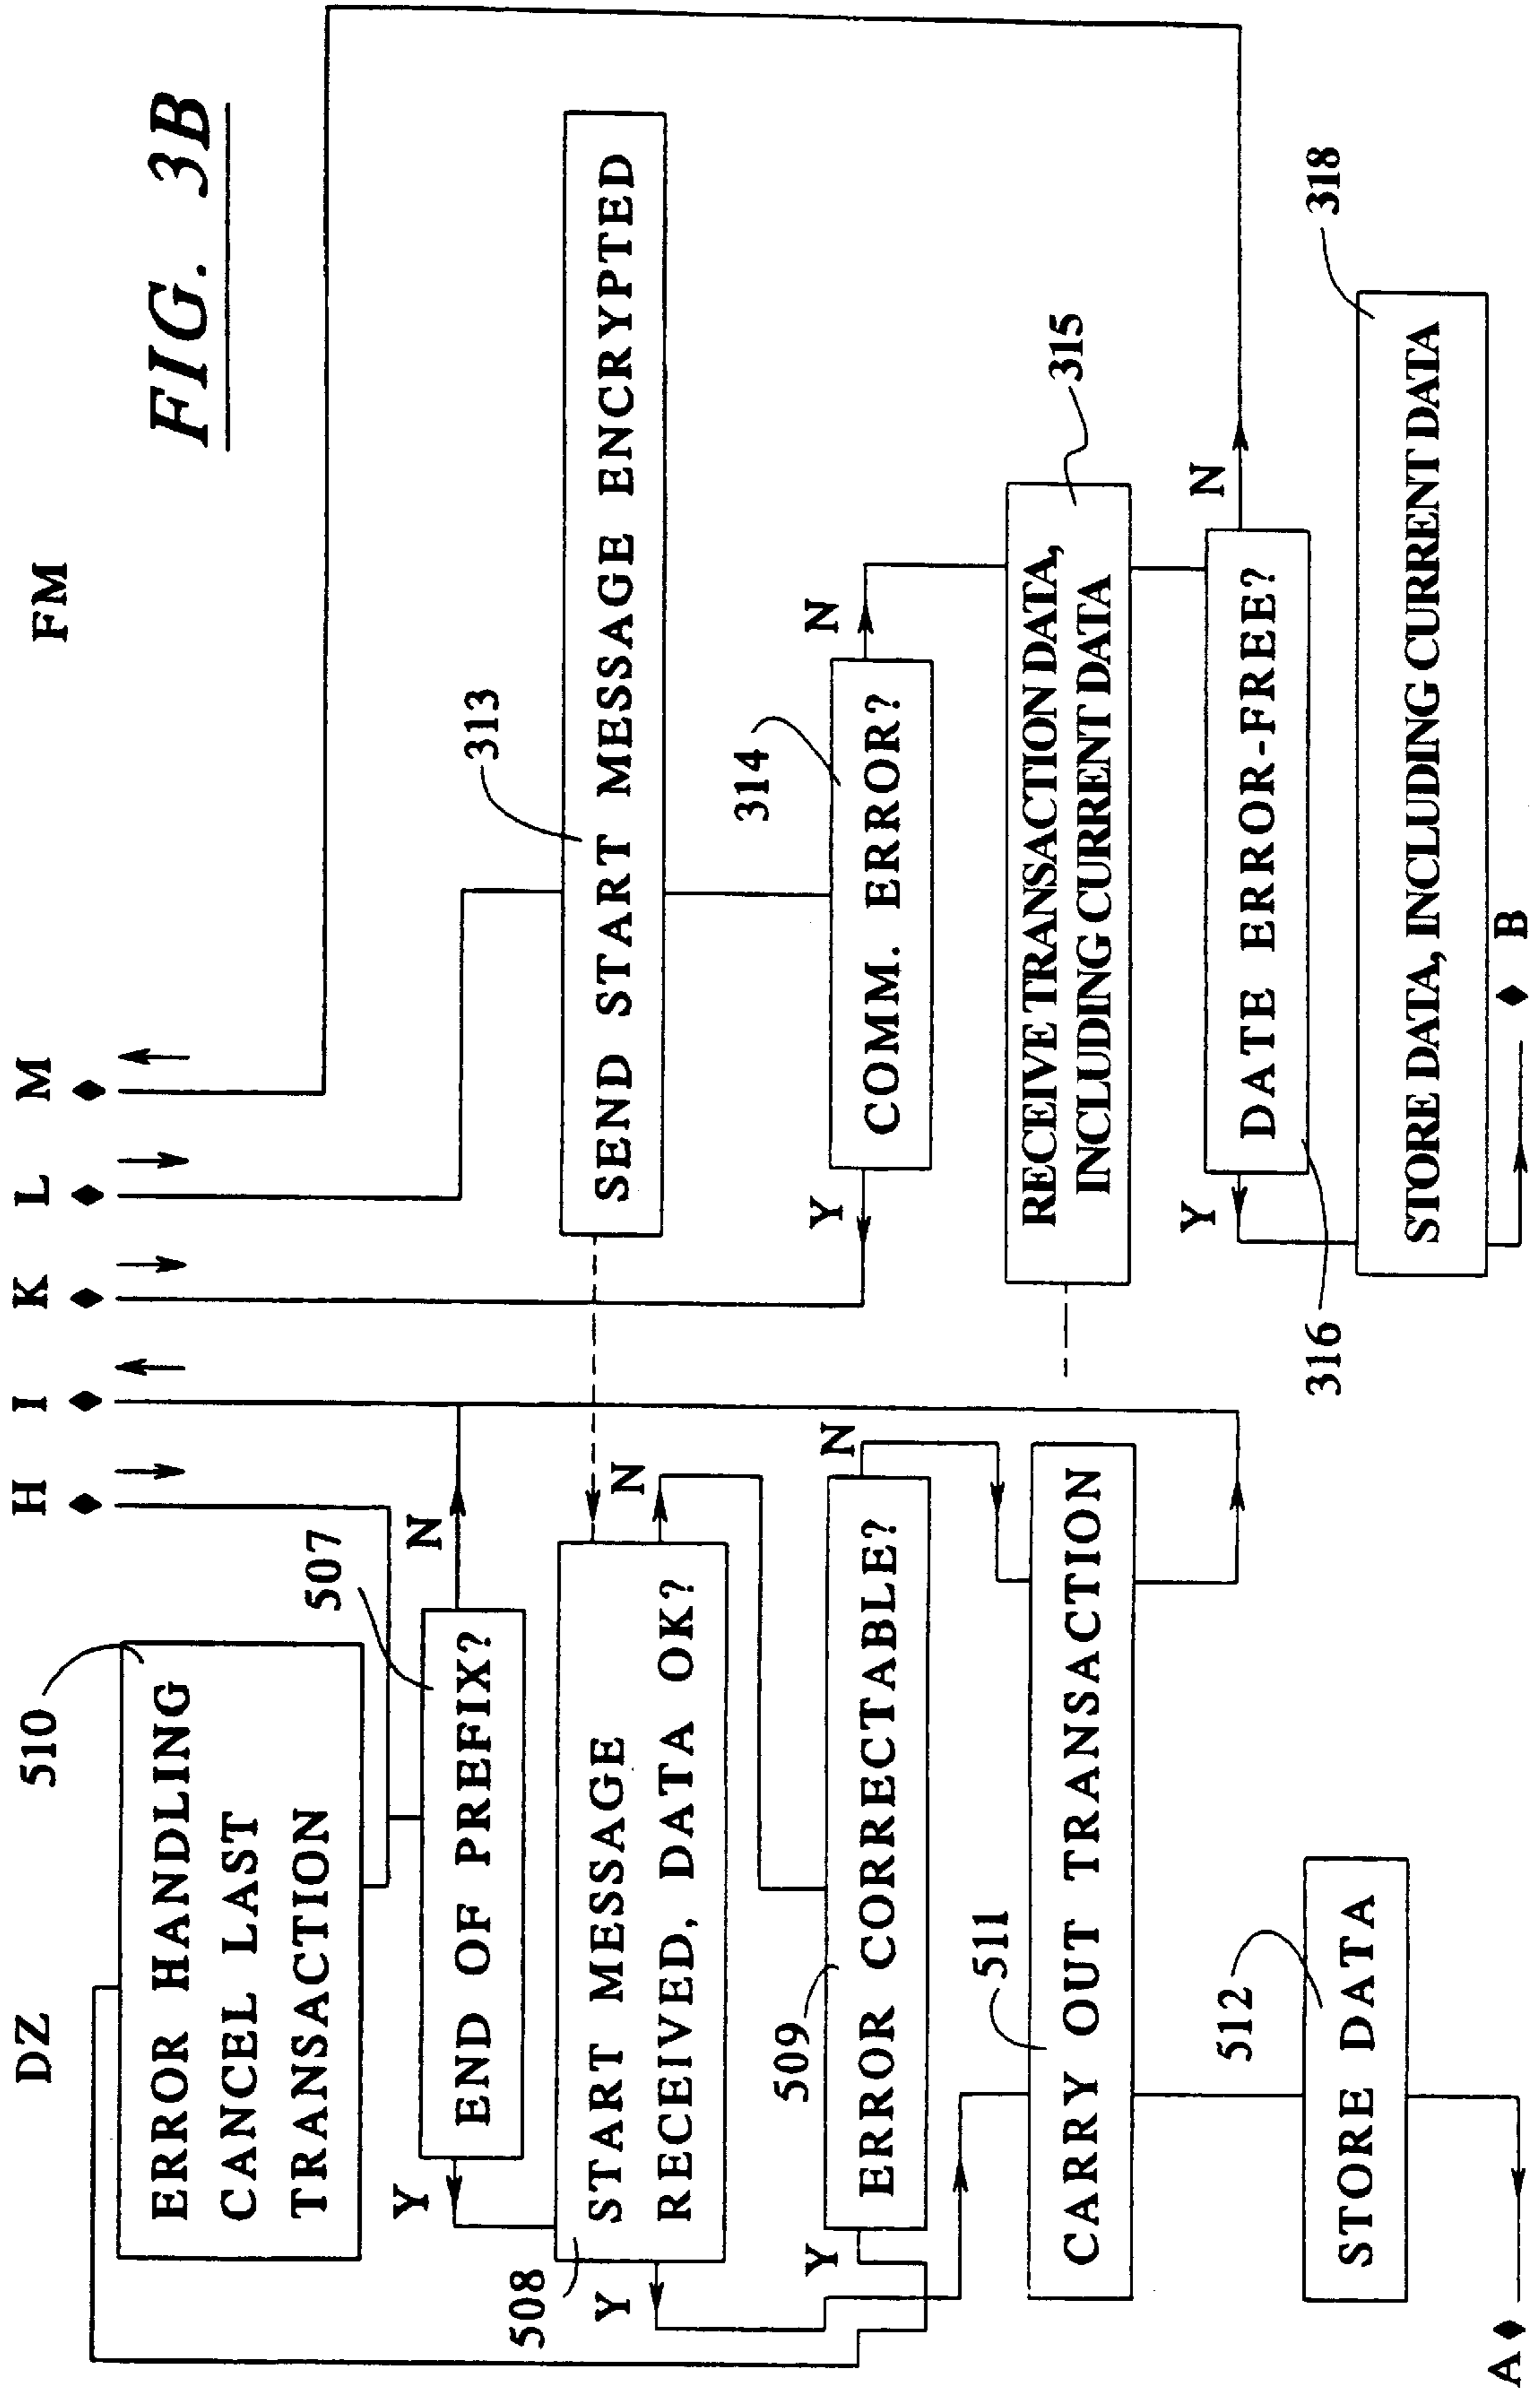 FIG. 3B
DZ
FM
H
I
K
L
M
510
ERROR HANDLING
CANCEL LAST
TRANSACTION
507
END OF PREFIX?
Y
N
313
SEND START MESSAGE ENCRYPTED
508
START MESSAGE
RECEIVED, DATA OK?
Y
N
314
COMM. ERROR?
Y
N
509
ERROR CORRECTABLE?
Y
N
315
RECEIVE TRANSACTION DATA,
INCLUDING CURRENT DATA
511
CARRY OUT TRANSACTION
316
DATE ERROR-FREE?
Y
N
512
STORE DATA
318
STORE DATA, INCLUDING CURRENT DATA
A
B